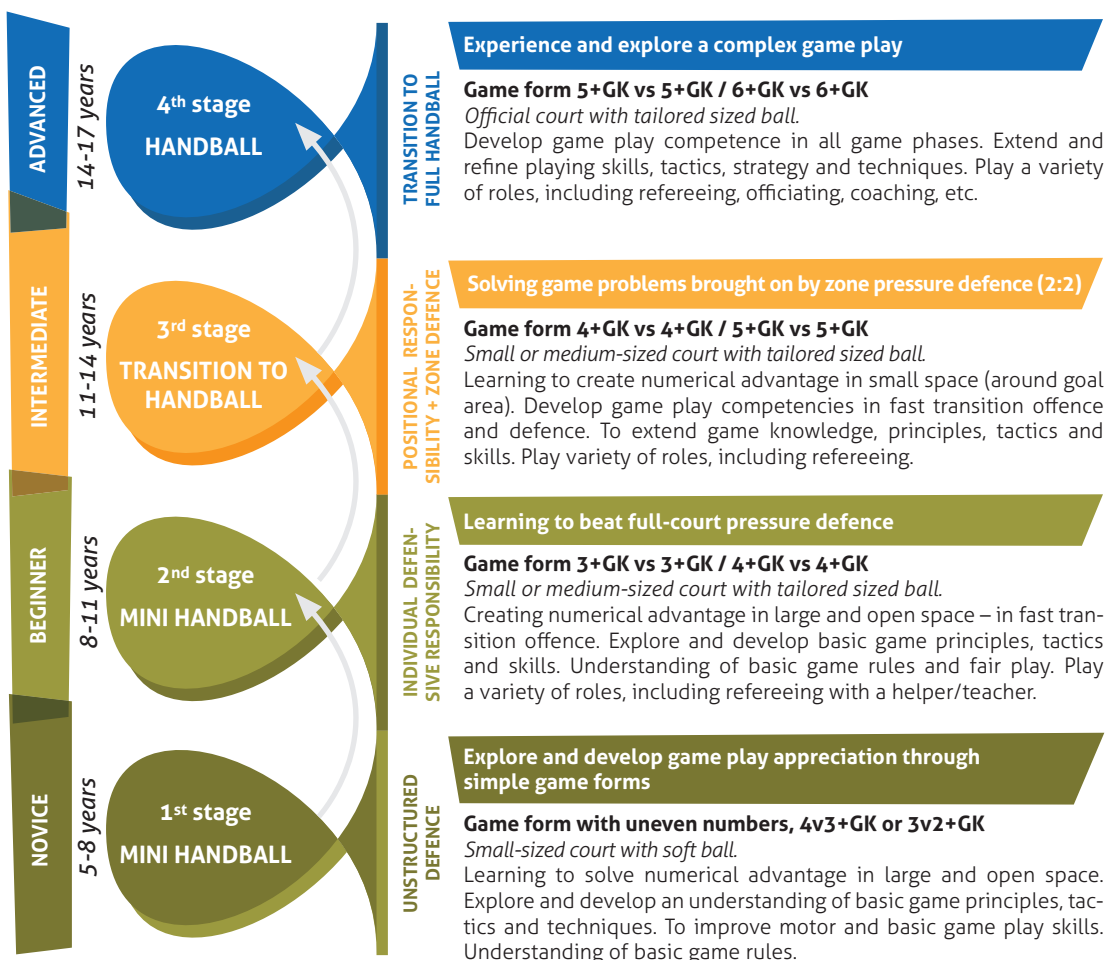 ADVANCED
14-17 years
4th stage
HANDBALL
TRANSITION TO
FULL HANDBALL
Experience and explore a complex game play
Game form 5+GK vs 5+GK / 6+GK vs 6+GK
Official court with tailored sized ball.
Develop game play competence in all game phases. Extend and
refine playing skills, tactics, strategy and techniques. Play a variety
of roles, including refereeing, officiating, coaching, etc.
INTERMEDIATE
11-14 years
3rd stage
TRANSITION TO
HANDBALL
POSITIONAL RESPON-
SIBILITY + ZONE DEFENCE
Solving game problems brought on by zone pressure defence (2:2)
Game form 4+GK vs 4+GK / 5+GK vs 5+GK
Small or medium-sized court with tailored sized ball.
Learning to create numerical advantage in small space (around goal
area). Develop game play competencies in fast transition offence
and defence. To extend game knowledge, principles, tactics and
skills. Play variety of roles, including refereeing.
BEGINNER
8-11 years
2nd stage
MINI HANDBALL
INDIVIDUAL DEFEN-
SIVE RESPONSIBILITY
Learning to beat full-court pressure defence
Game form 3+GK vs 3+GK / 4+GK vs 4+GK
Small or medium-sized court with tailored sized ball.
Creating numerical advantage in large and open space – in fast tran-
sition offence. Explore and develop basic game principles, tactics
and skills. Understanding of basic game rules and fair play. Play
a variety of roles, including refereeing with a helper/teacher.
NOVICE
5-8 years
1st stage
MINI HANDBALL
UNSTRUCTURED
DEFENCE
Explore and develop game play appreciation through
simple game forms
Game form with uneven numbers, 4v3+GK or 3v2+GK
Small-sized court with soft ball.
Learning to solve numerical advantage in large and open space.
Explore and develop an understanding of basic game principles, tac-
tics and techniques. To improve motor and basic game play skills.
Understanding of basic game rules.